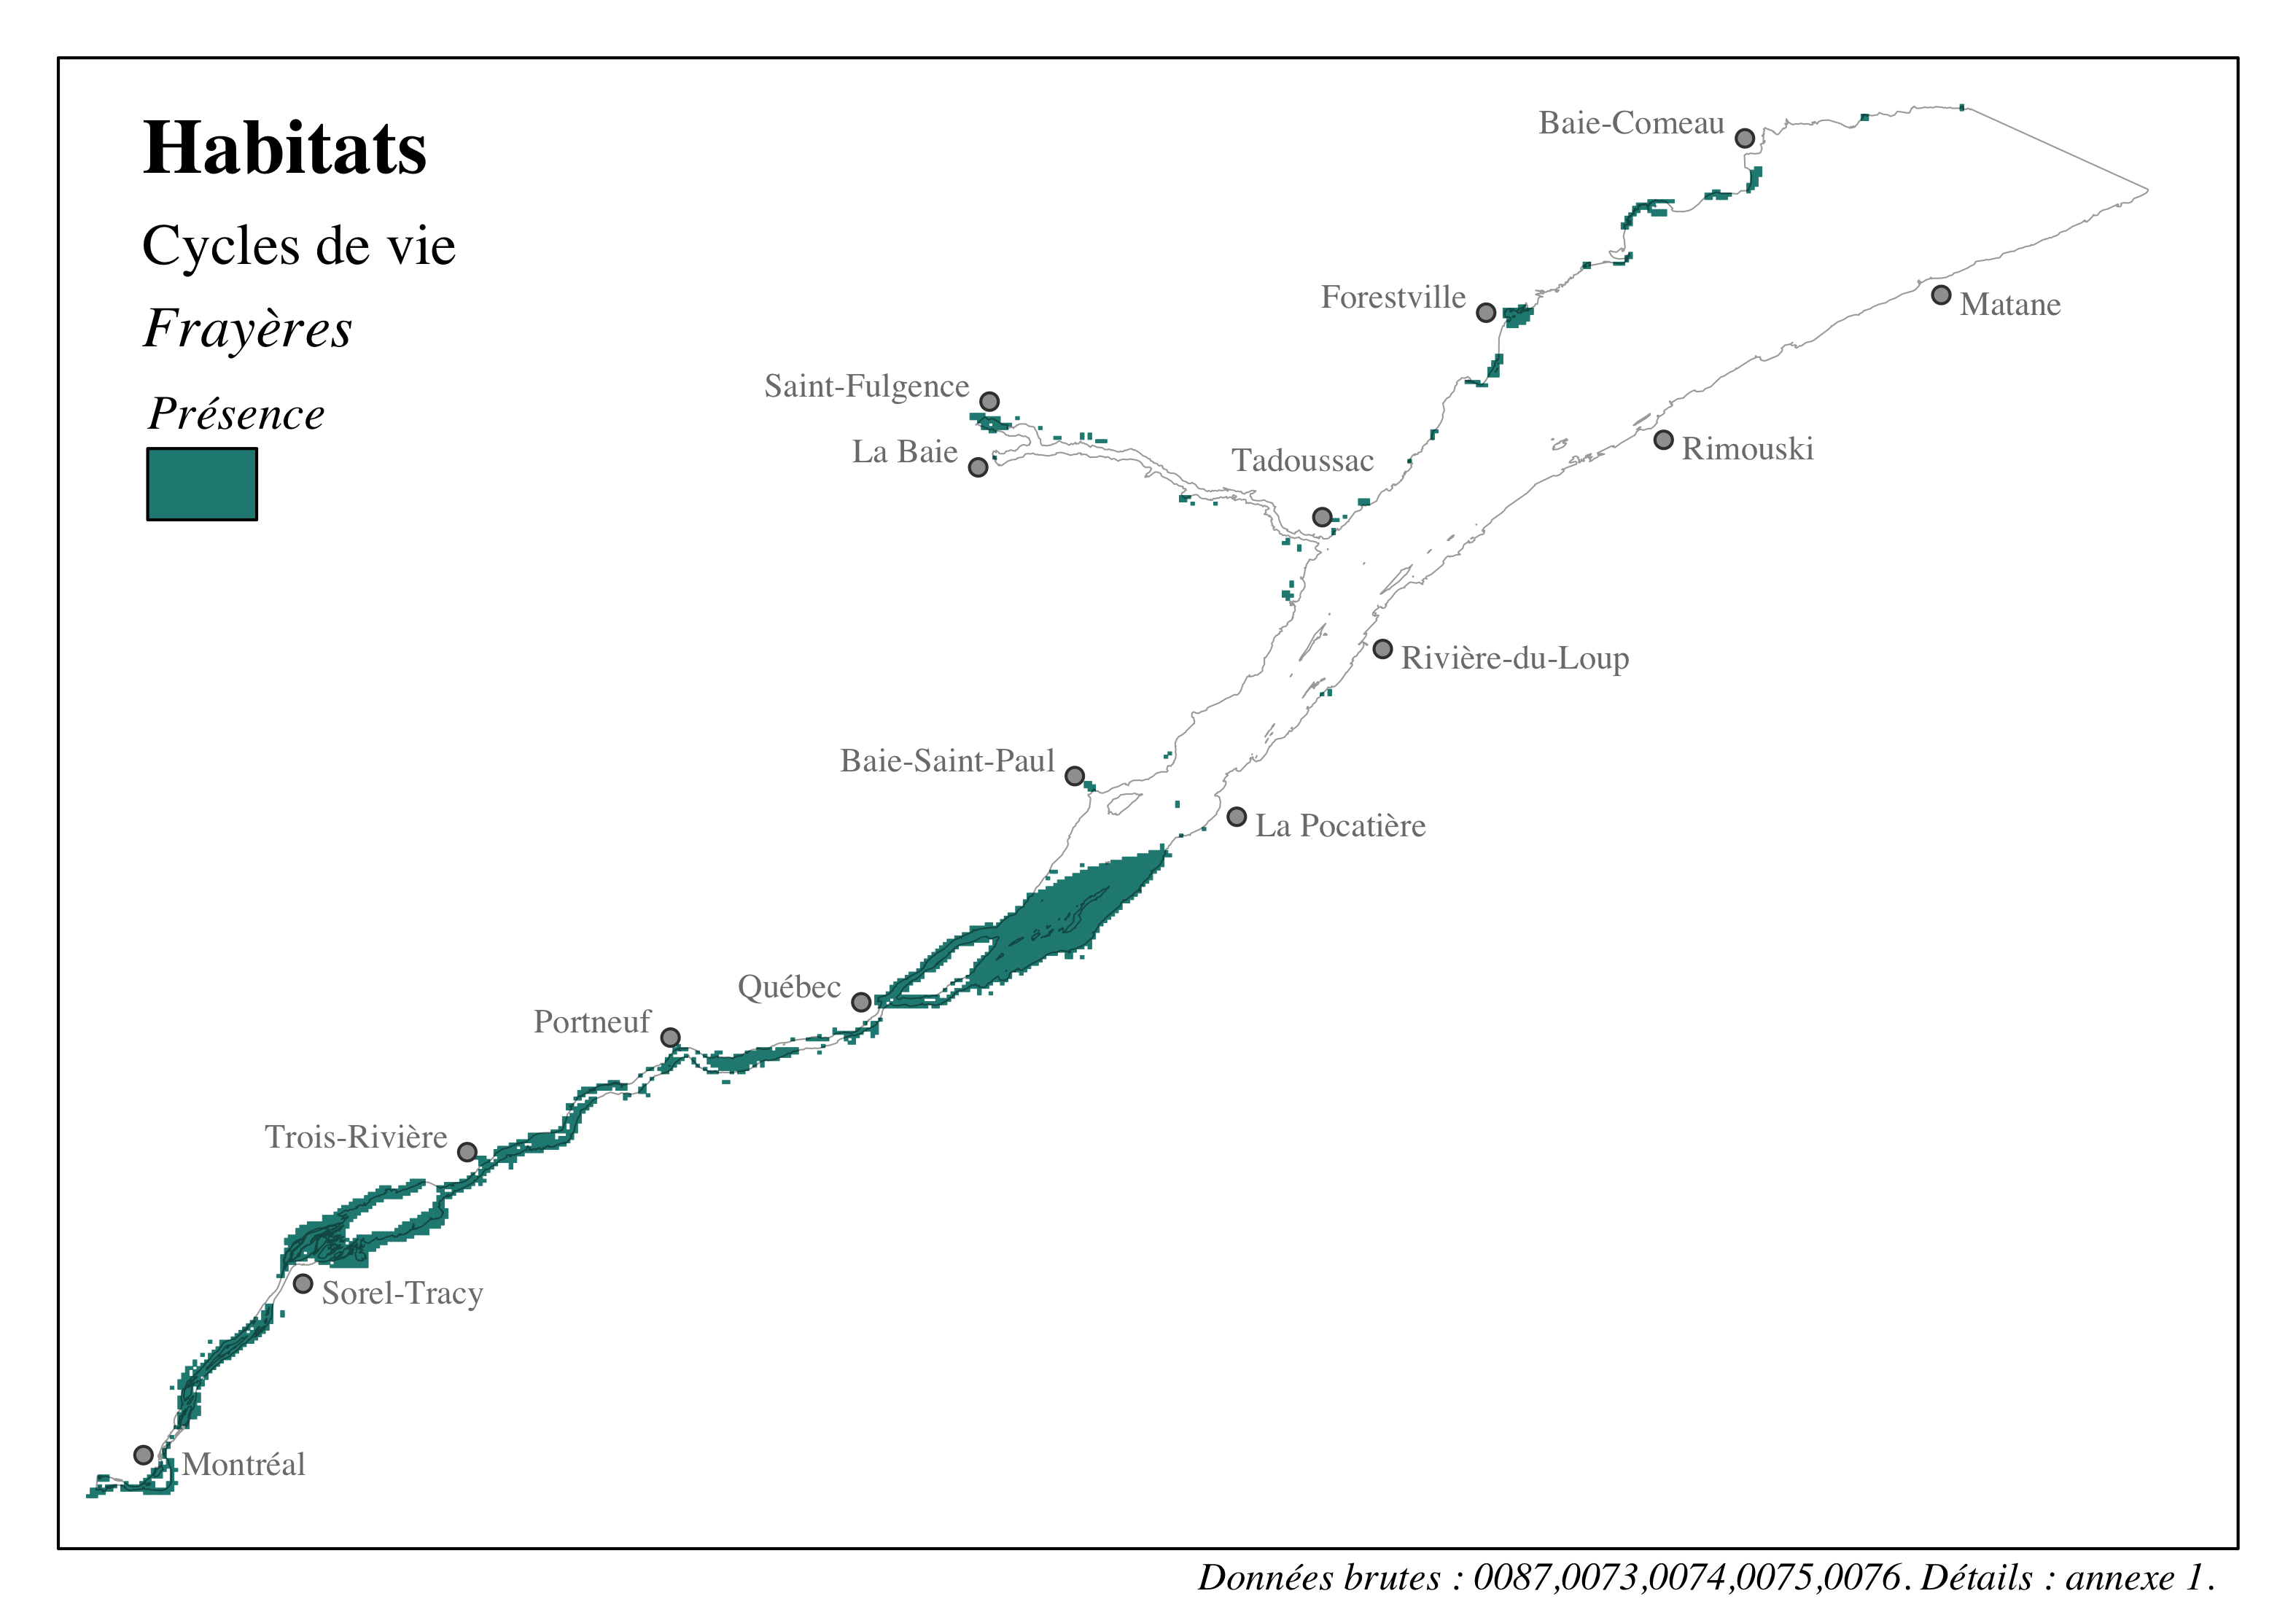 Habitats
Cycles de vie
Frayères
Présence
Baie-Comeau
Forestville
Matane
Saint-Fulgence
La Baie
Tadoussac
Rimouski
Rivière-du-Loup
Baie-Saint-Paul
La Pocatière
Québec
Portneuf
Trois-Rivière
Sorel-Tracy
Montréal
Données brutes : 0087,0073,0074,0075,0076. Détails : annexe 1.